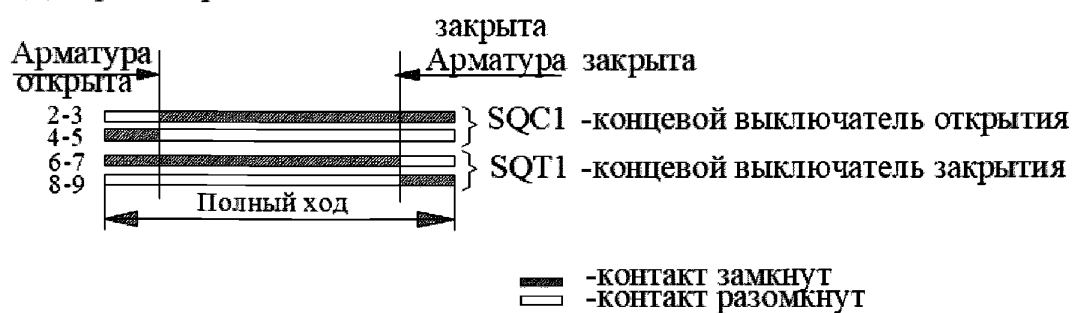 закрыта
Арматура открыта
Арматура закрыта
2-3
4-5
SQC1 -концевой выключатель открытия
6-7
8-9
SQT1 -концевой выключатель закрытия
Полный ход
-контакт замкнут
-контакт разомкнут